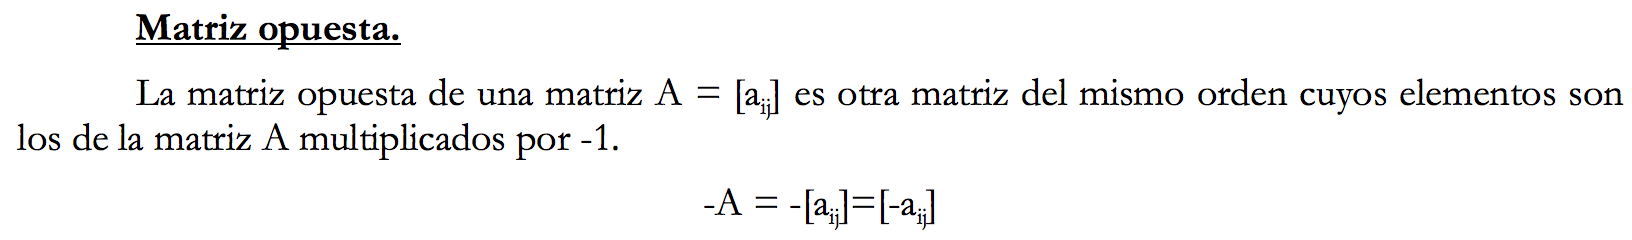 Matriz opuesta.
La matriz opuesta de una matriz A = [aij] es otra matriz del mismo orden cuyos elementos son
los de la matriz A multiplicados por -1.
-A = -[aij]=[-aij]